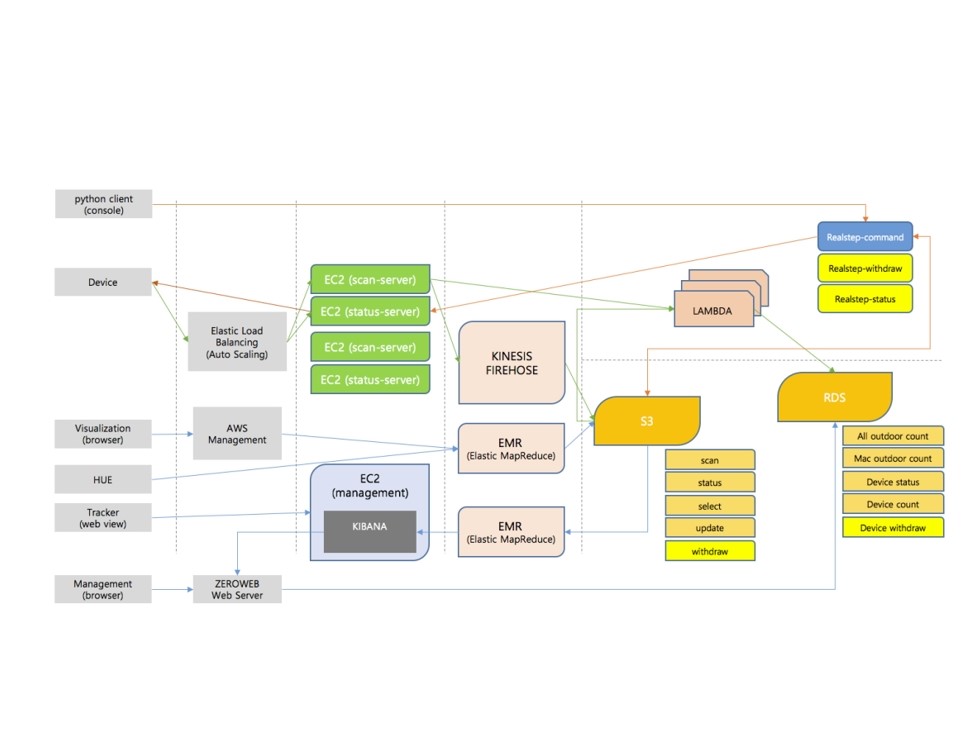 python client
(console)
Realstep-command
Realstep-withdraw
Realstep-status
Device
Elastic Load
Balancing
(Auto Scaling)
EC2 (scan-server)
EC2 (status-server)
EC2 (scan-server)
EC2 (status-server)
LAMBDA
KINESIS
FIREHOSE
S3
scan
status
select
update
withdraw
RDS
All outdoor count
Mac outdoor count
Device status
Device count
Device withdraw
Visualization
(browser)
AWS
Management
EMR
(Elastic MapReduce)
HUE
EC2
(management)
KIBANA
Tracker
(web view)
EMR
(Elastic MapReduce)
Management
(browser)
ZEROWEB
Web Server